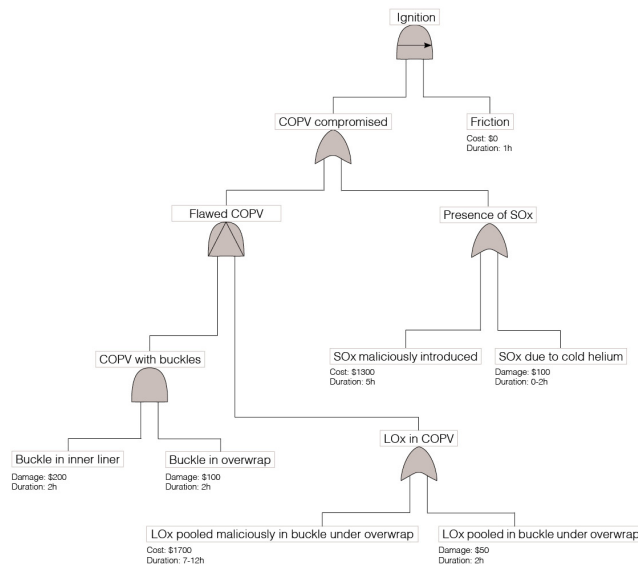 Ignition
COPV compromised
Friction
Cost: $0
Duration: 1h
Flawed COPV
Presence of SOx
COPV with buckles
SOx maliciously introduced
Cost: $1300
Duration: 5h
SOx due to cold helium
Damage: $100
Duration: 0-2h
LOx in COPV
Buckle in inner liner
Damage: $200
Duration: 2h
Buckle in overwrap
Damage: $100
Duration: 2h
LOx pooled maliciously in buckle under overwrap
Cost: $1700
Duration: 7-12h
LOx pooled in buckle under overwrap
Damage: $50
Duration: 2h